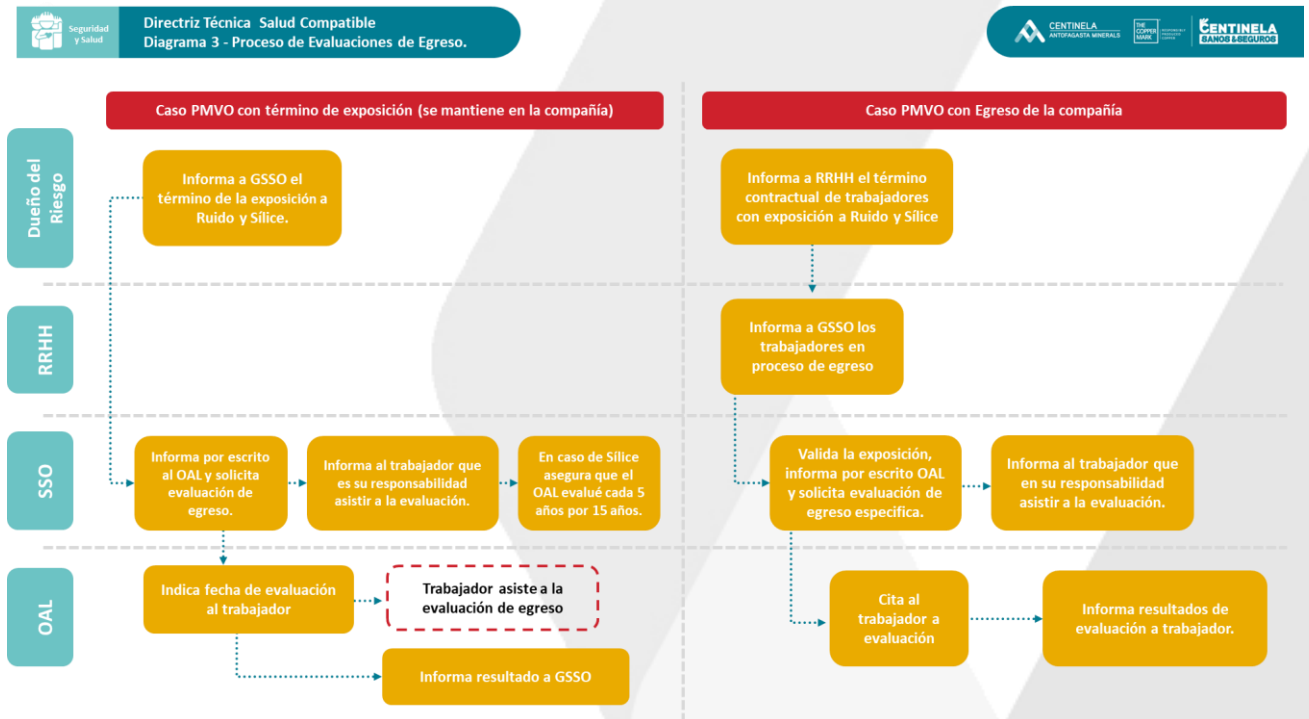 Seguridad
y Salud
Directriz Técnica Salud Compatible
Diagrama 3 - Proceso de Evaluaciones de Egreso.
CENTINELA
ANTOFAGASTA MINERALS
THE
COPPER
MARK
RESPONSIBLY
PRODUCED
COPPER
CENTINELA
SANOS &SEGUROS
Caso PMVO con término de exposición (se mantiene en la compañía)
Caso PMVO con Egreso de la compañía
Dueño del
Riesgo
Informa a GSSO el
término de la exposición a
Ruido y Sílice.
Informa a RRHH el término
contractual de trabajadores
con exposición a Ruido y Sílice
RRHH
Informa a GSSO los
trabajadores en
proceso de egreso
SSO
Informa por escrito
al OAL y solicita
evaluación de
egreso.
Informa al trabajador que
es su responsabilidad
asistir a la evaluación.
En caso de Sílice
asegura que el
OAL evalué cada 5
años por 15 años.
Valida la exposición,
informa por escrito OAL
y solicita evaluación de
egreso especifica.
Informa al trabajador que
en su responsabilidad
asistir a la evaluación.
OAL
Indica fecha de evaluación
al trabajador
Trabajador asiste a la
evaluación de egreso
Informa resultado a GSSO
Cita al
trabajador a
evaluación
Informa resultados de
evaluación a trabajador.